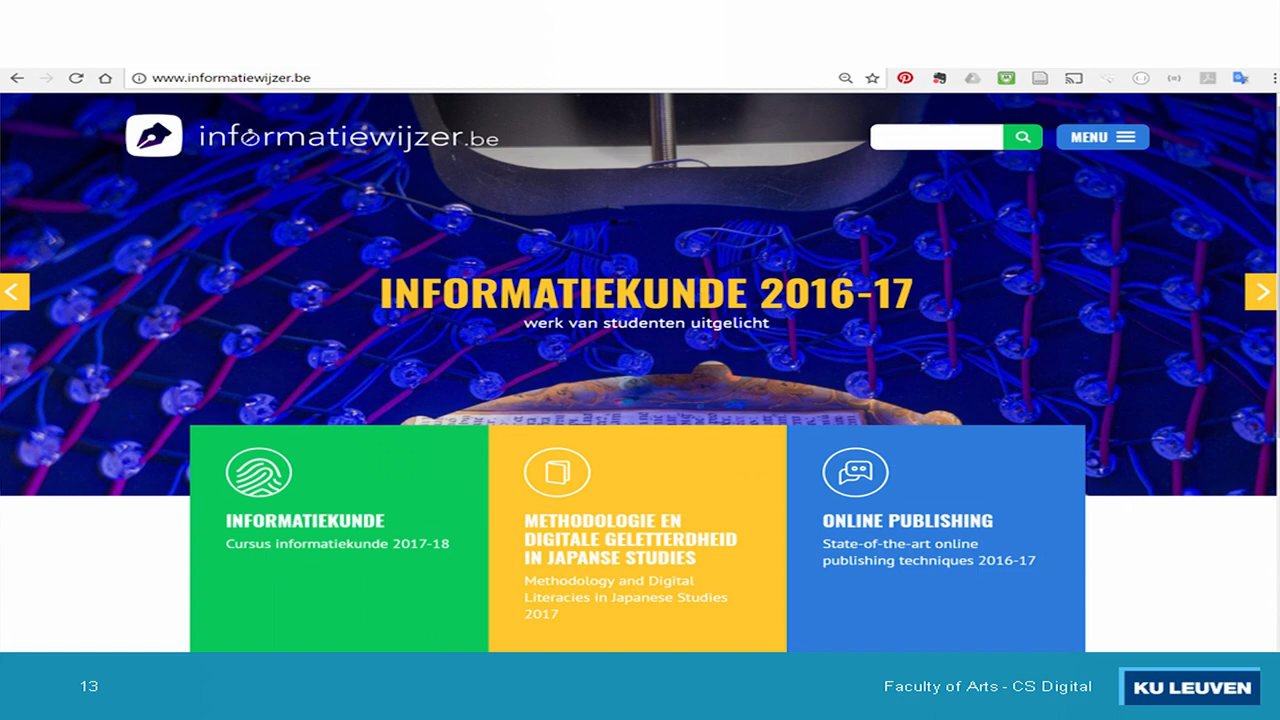 www.informatiewijzer.be
informatiewijzer.be
MENU
INFORMATIEKUNDE 2016-17
werk van studenten uitgelicht
INFORMATIEKUNDE
Cursus informatiekunde 2017-18
METHODOLOGIE EN
DIGITALE GELETTERDHEID
IN JAPANSE STUDIES
Methodology and Digital
Literacies in Japanese Studies
2017
ONLINE PUBLISHING
State-of-the-art online
publishing techniques 2016-17
13
Faculty of Arts - CS Digital
KU LEUVEN